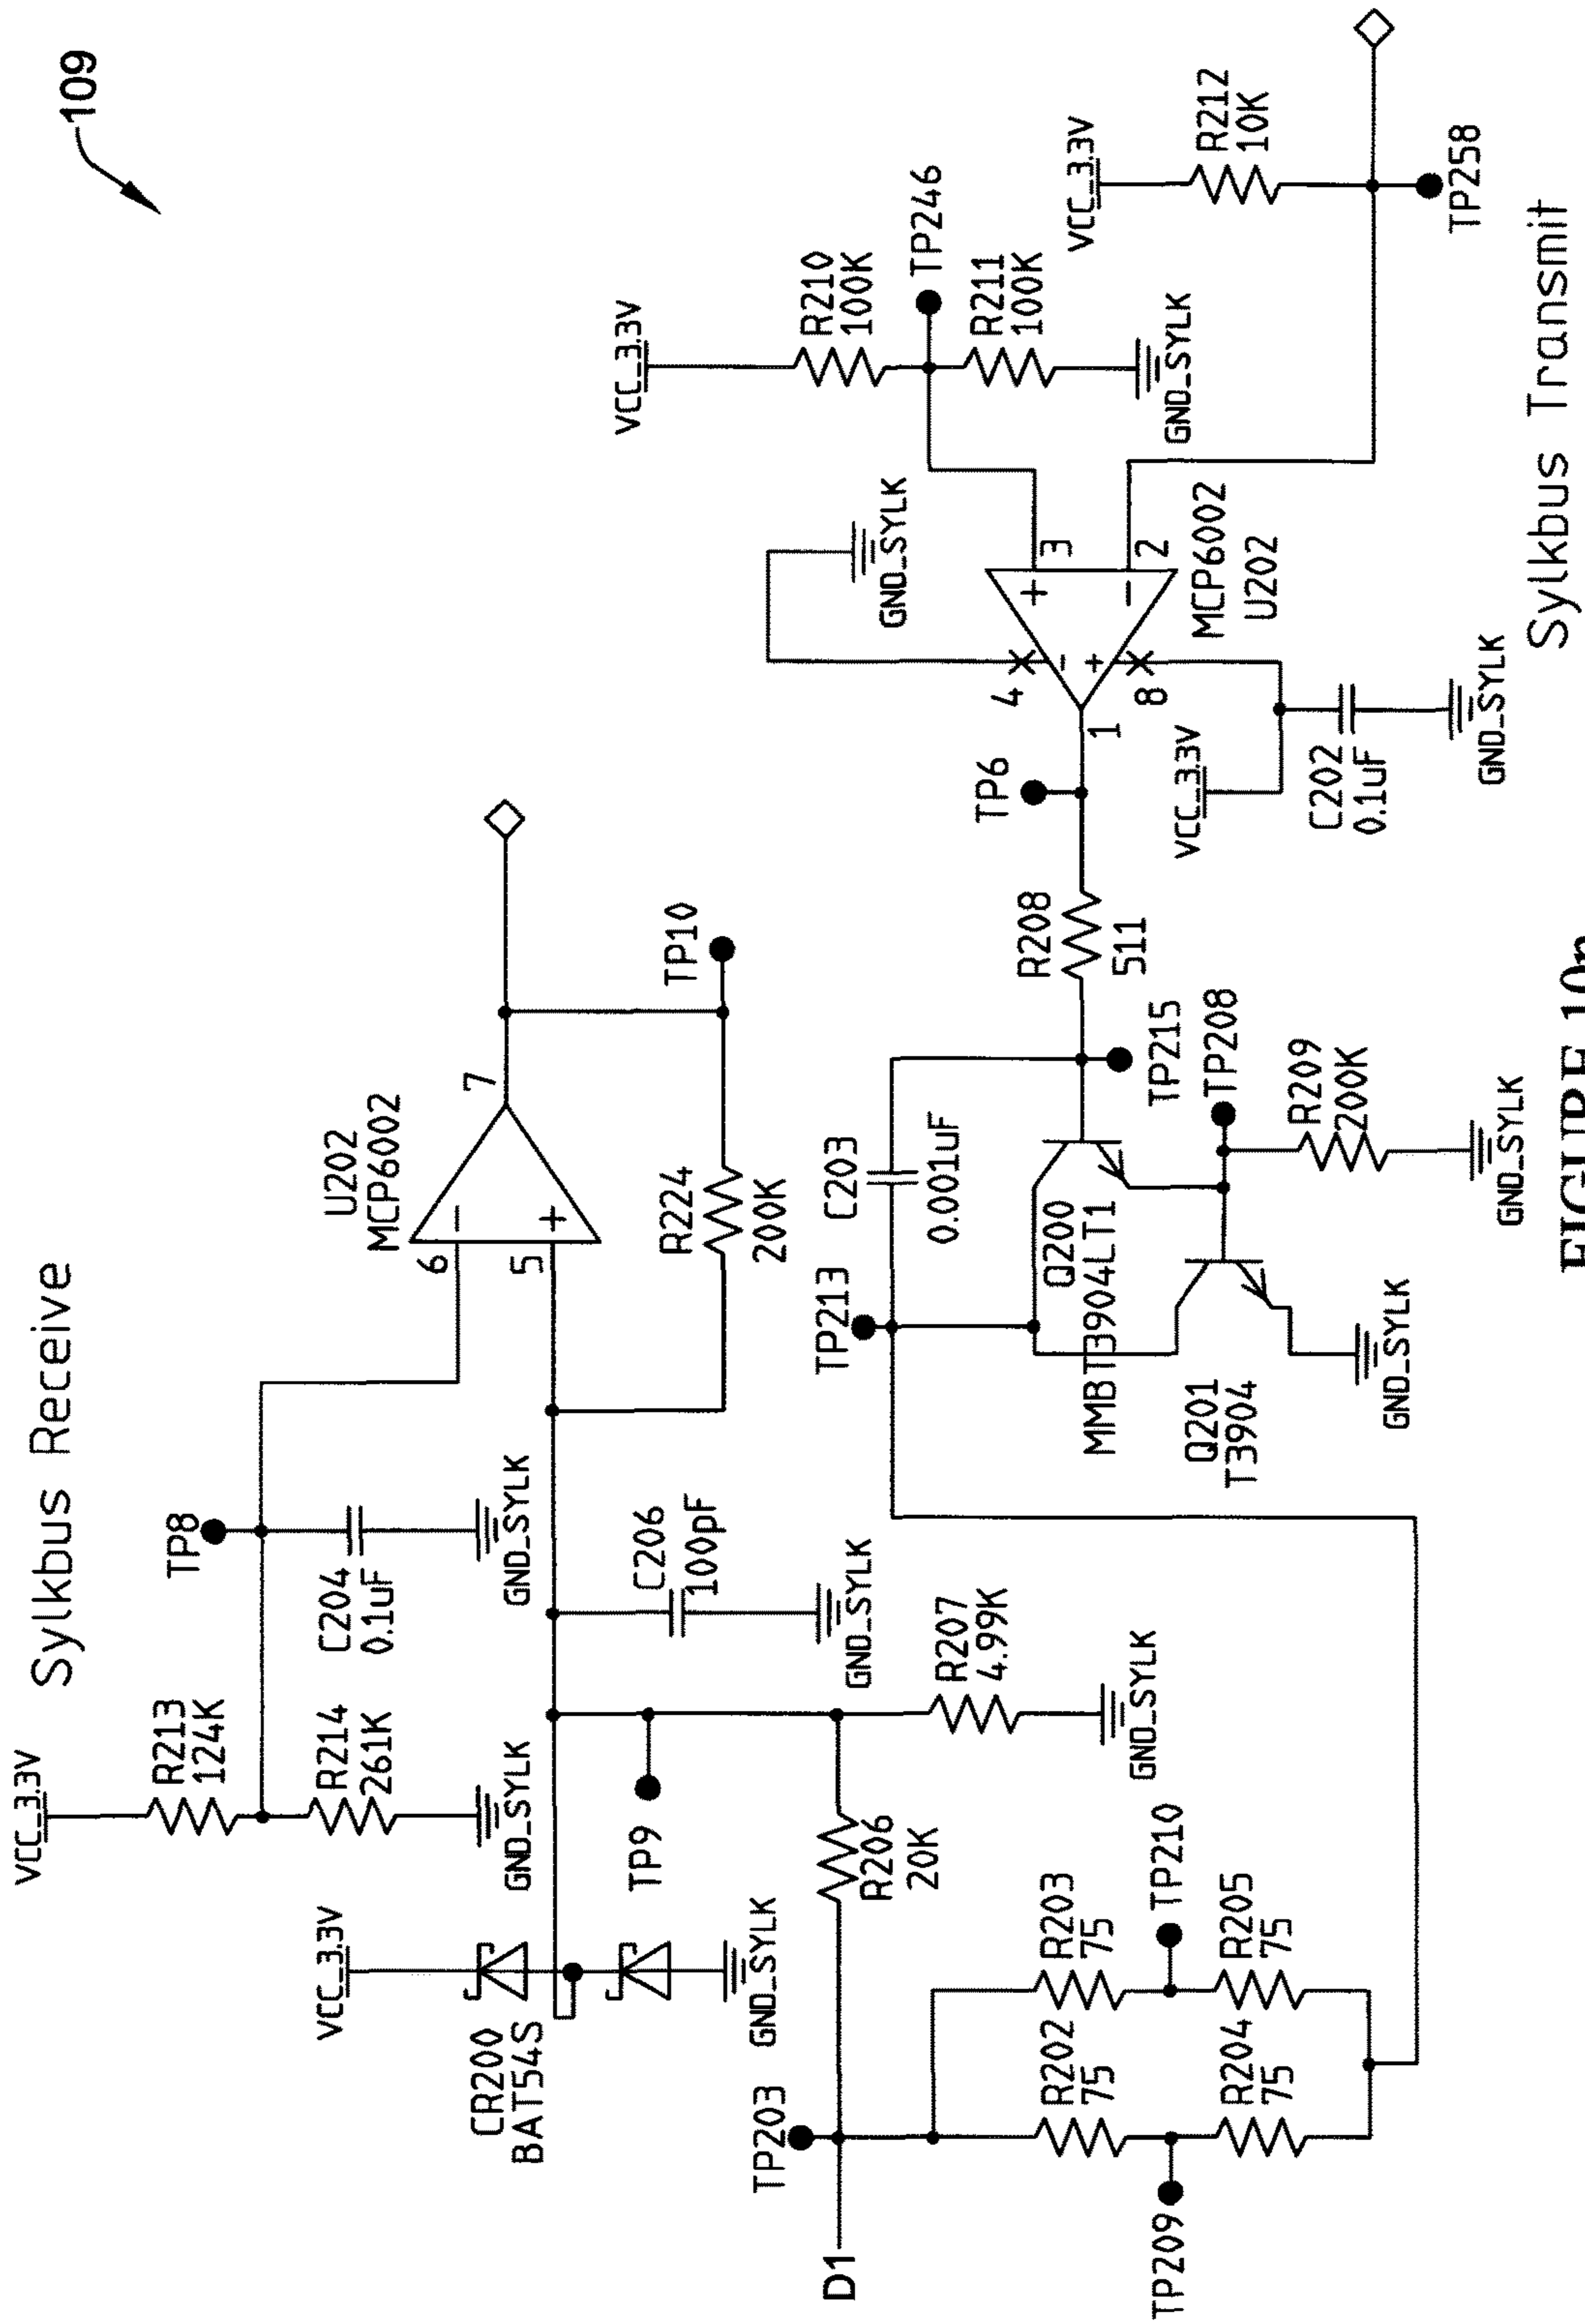 109
Sylkbus Receive
VCC_3.3V
R213
124K
TP8
R214
261K
C204
0.1uF
GND_SYLK
GND_SYLK
VCC_3.3V
CR200
BAT54S
GND_SYLK
TP9
C206
100pF
GND_SYLK
U202
MCP6002
6
5
7
R224
200K
TP10
R207
4.99K
GND_SYLK
R206
20K
TP203
D1
R202
75
R203
75
TP209
TP210
R204
75
R205
75
TP213
C203
0.001uF
Q200
MMBT3904LT1
Q201
T3904
GND_SYLK
TP215
TP208
R209
200K
GND_SYLK
R208
511
TP6
1
4
8
3
2
MCP6002
U202
GND_SYLK
VCC_3.3V
C202
0.1uF
GND_SYLK
VCC_3.3V
R210
100K
TP246
R211
100K
GND_SYLK
VCC_3.3V
R212
10K
TP258
Sylkbus Transmit